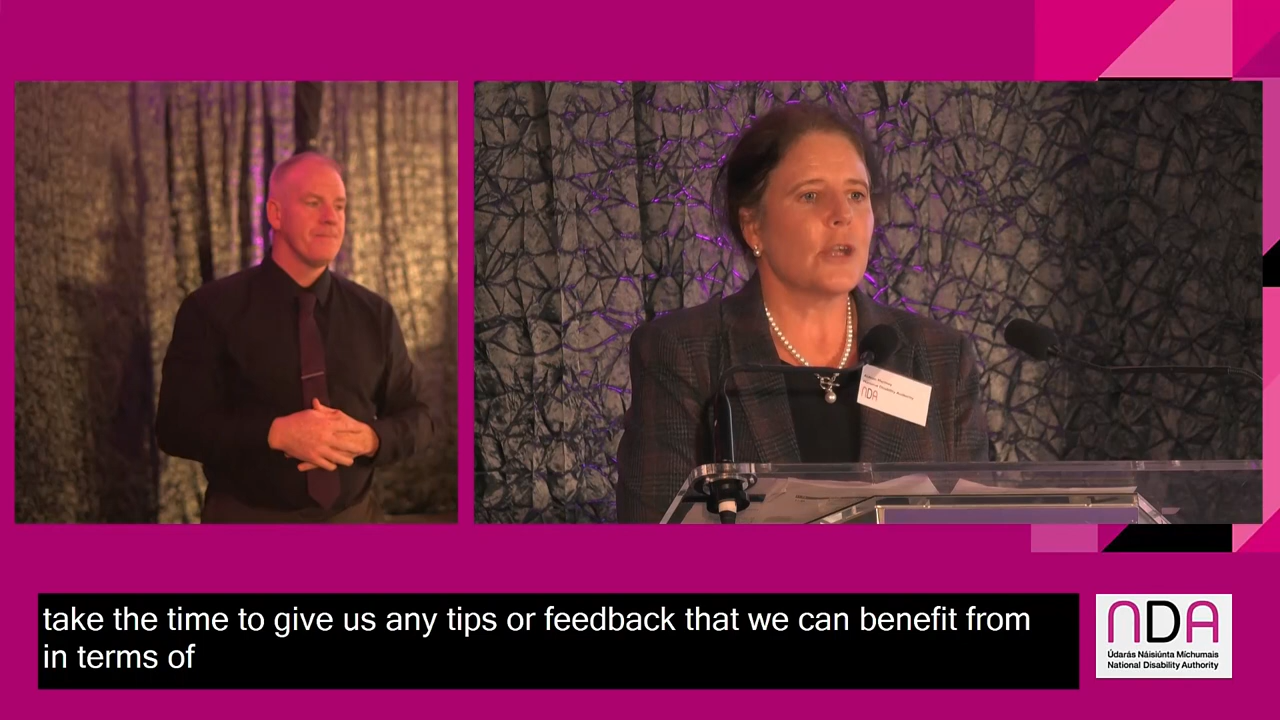 NDA
take the time to give us any tips or feedback that we can benefit from
in terms of
NDA
Údarás Náisiúnta Míchumais
National Disability Authority